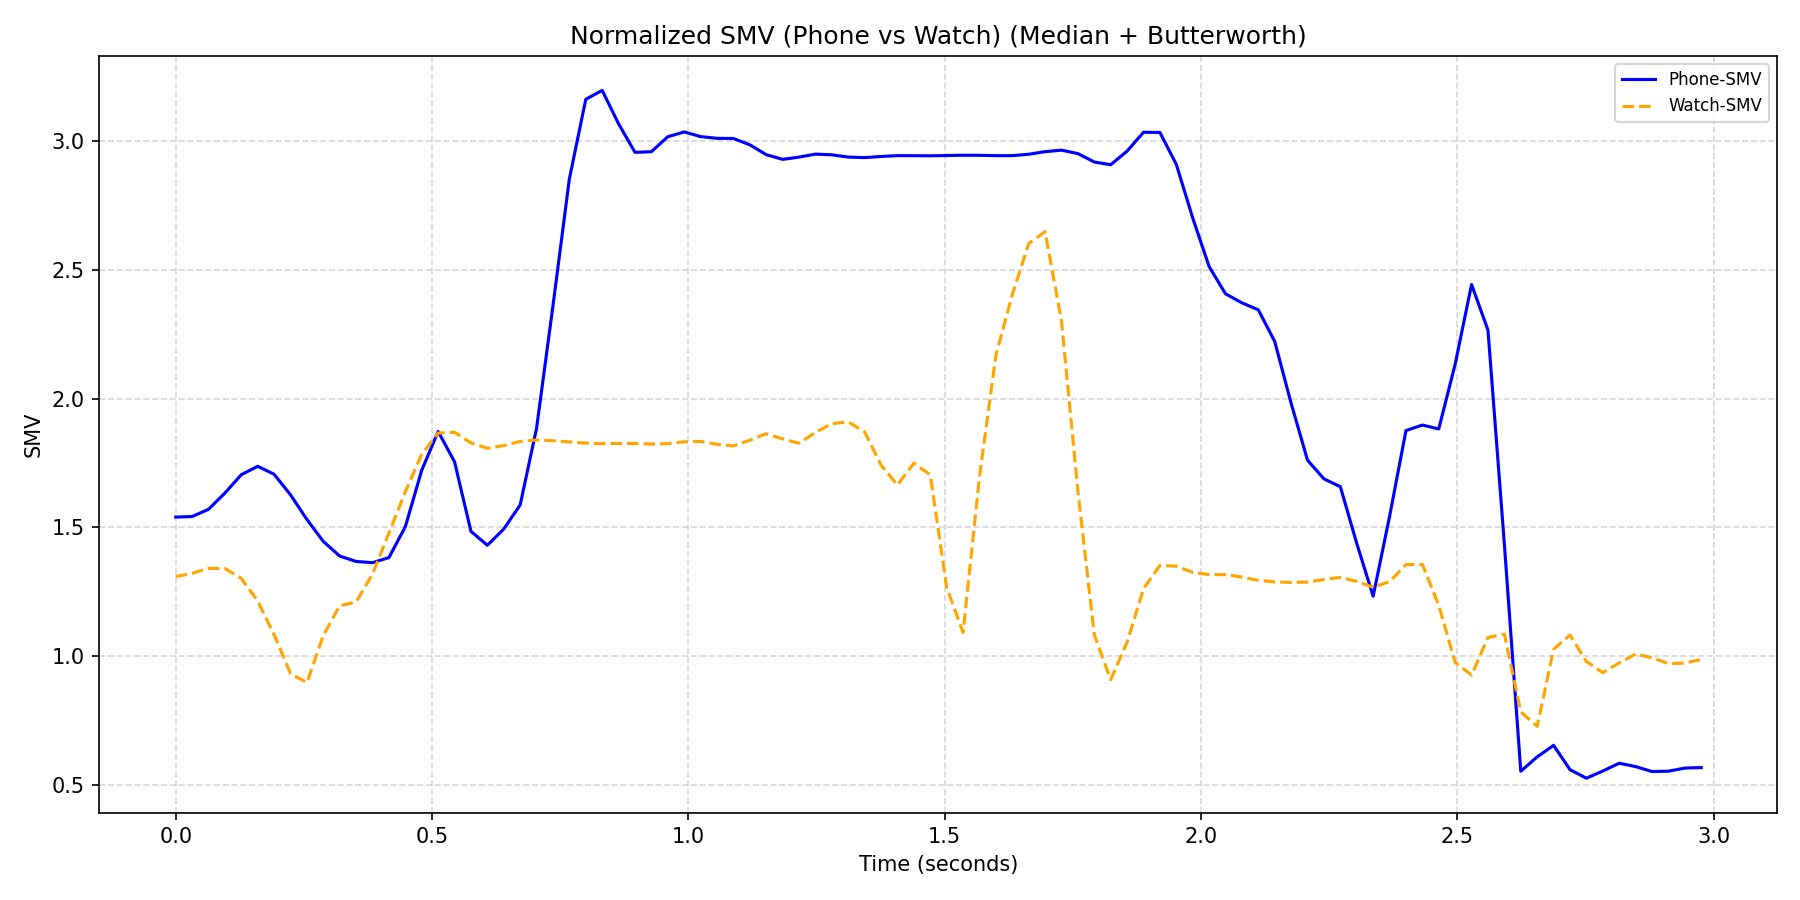 Normalized SMV (Phone vs Watch) (Median + Butterworth)
Phone-SMV
Watch-SMV
SMV
3.0
2.5
2.0
1.5
1.0
0.5
0.0 0.5 1.0 1.5 2.0 2.5 3.0
Time (seconds)